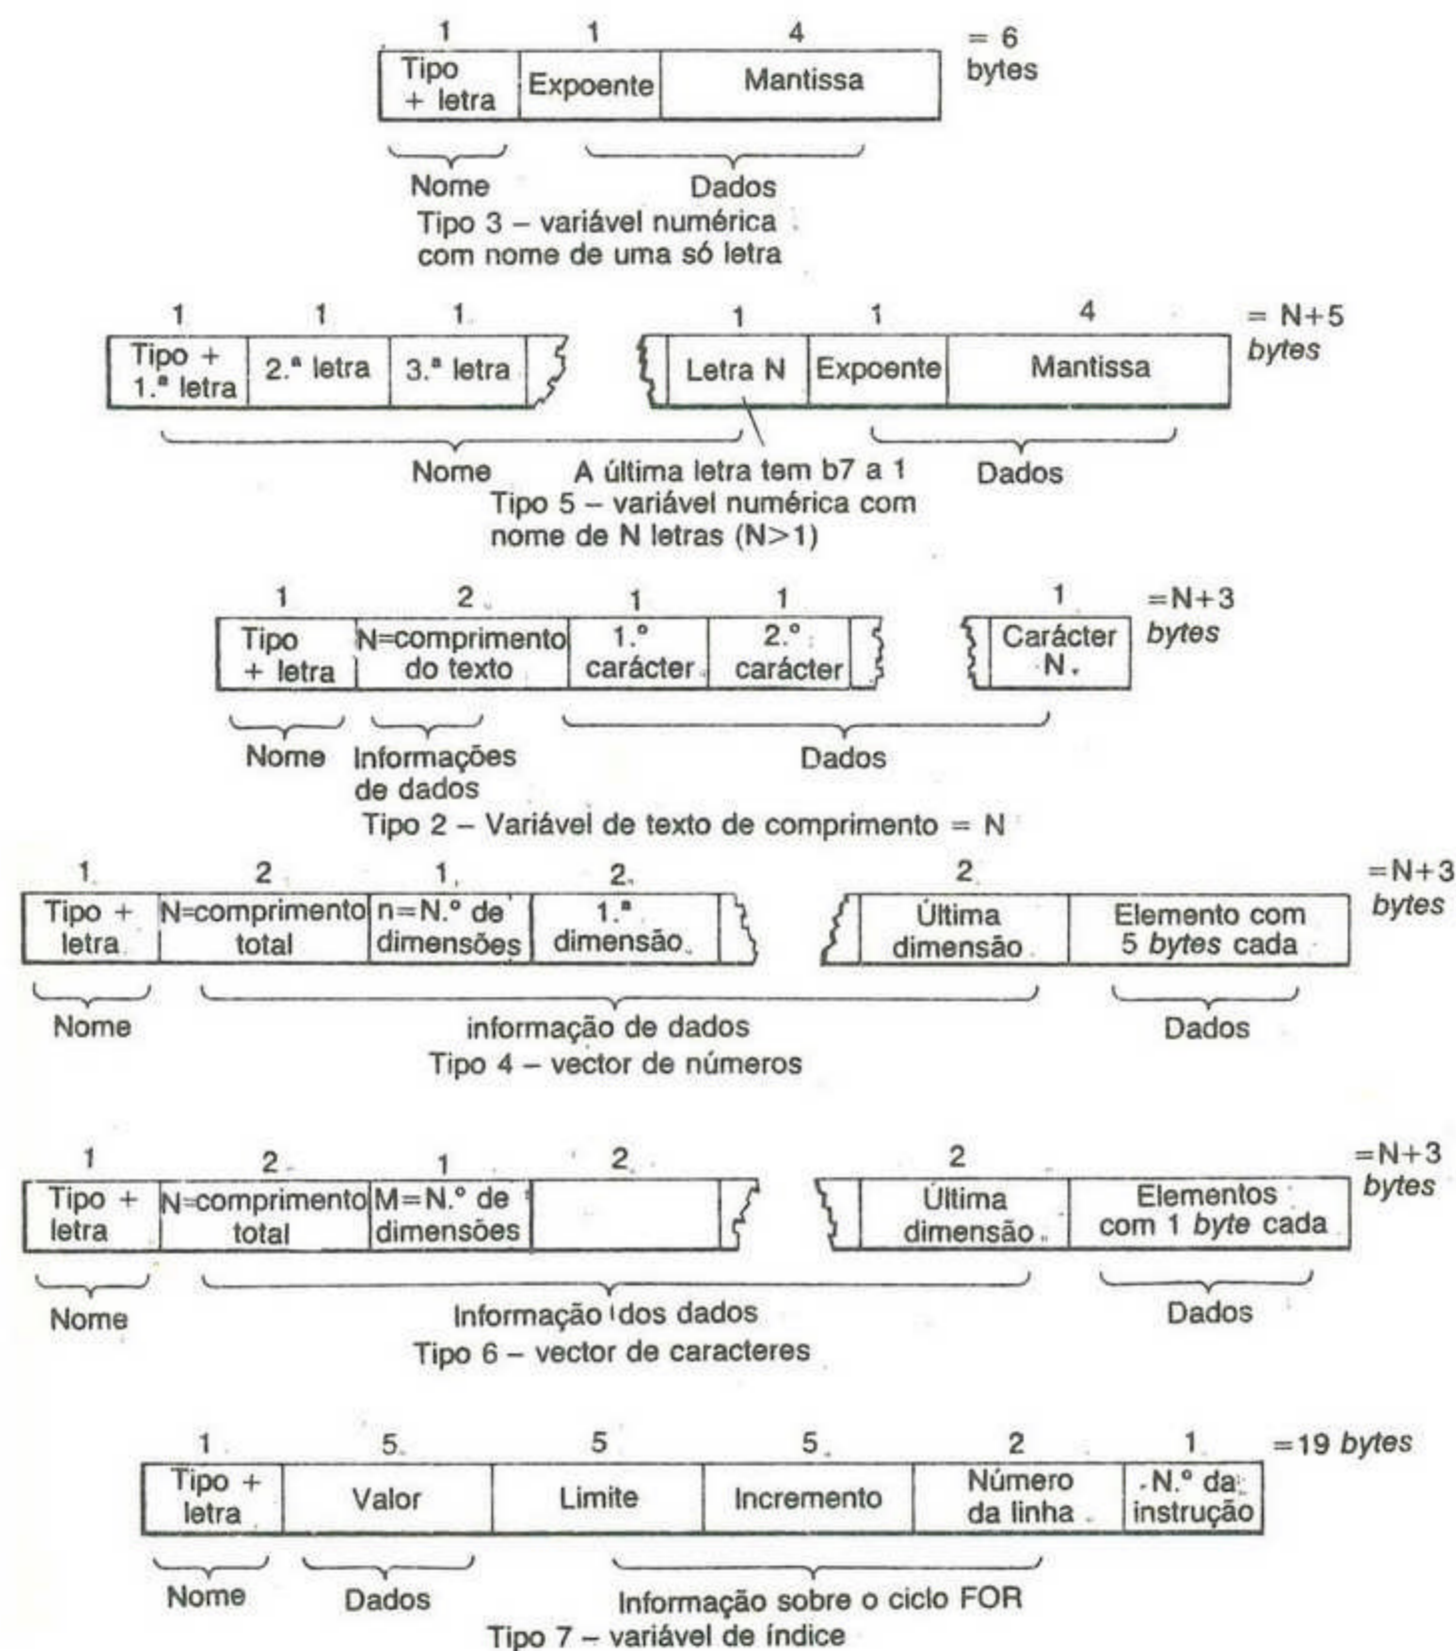 1 1 4 = 6
bytes
Tipo
+ letra
Expoente
Mantissa
Nome Dados
Tipo 3 – variável numérica
com nome de uma só letra
1 1 1 1 1 4 = N+5
bytes
Tipo +
1.ª letra
2.ª letra
3.ª letra
Letra N
Expoente
Mantissa
Nome A última letra tem b7 a 1 Dados
Tipo 5 – variável numérica com
nome de N letras (N>1)
1 2 1 1 1 =N+3
bytes
Tipo
+ letra
N=comprimento
do texto
1.º
carácter
2.º
carácter
Carácter
N
Nome Informações
de dados
Dados
Tipo 2 – Variável de texto de comprimento = N
1 2 1 2 2 =N+3
bytes
Tipo +
letra
N=comprimento
total
n=N.º de
dimensões
1.ª
dimensão
Última
dimensão
Elemento com
5 bytes cada
Nome informação de dados Dados
Tipo 4 – vector de números
1 2 1 2 2 =N+3
bytes
Tipo +
letra
N=comprimento
total
M=N.º de
dimensões
Última
dimensão
Elementos
com 1 byte cada
Nome Informação dos dados Dados
Tipo 6 – vector de caracteres
1 5 5 5 2 1 =19 bytes
Tipo +
letra
Valor
Limite
Incremento
Número
da linha
N.º da
instrução
Nome Dados Informação sobre o ciclo FOR
Tipo 7 – variável de índice